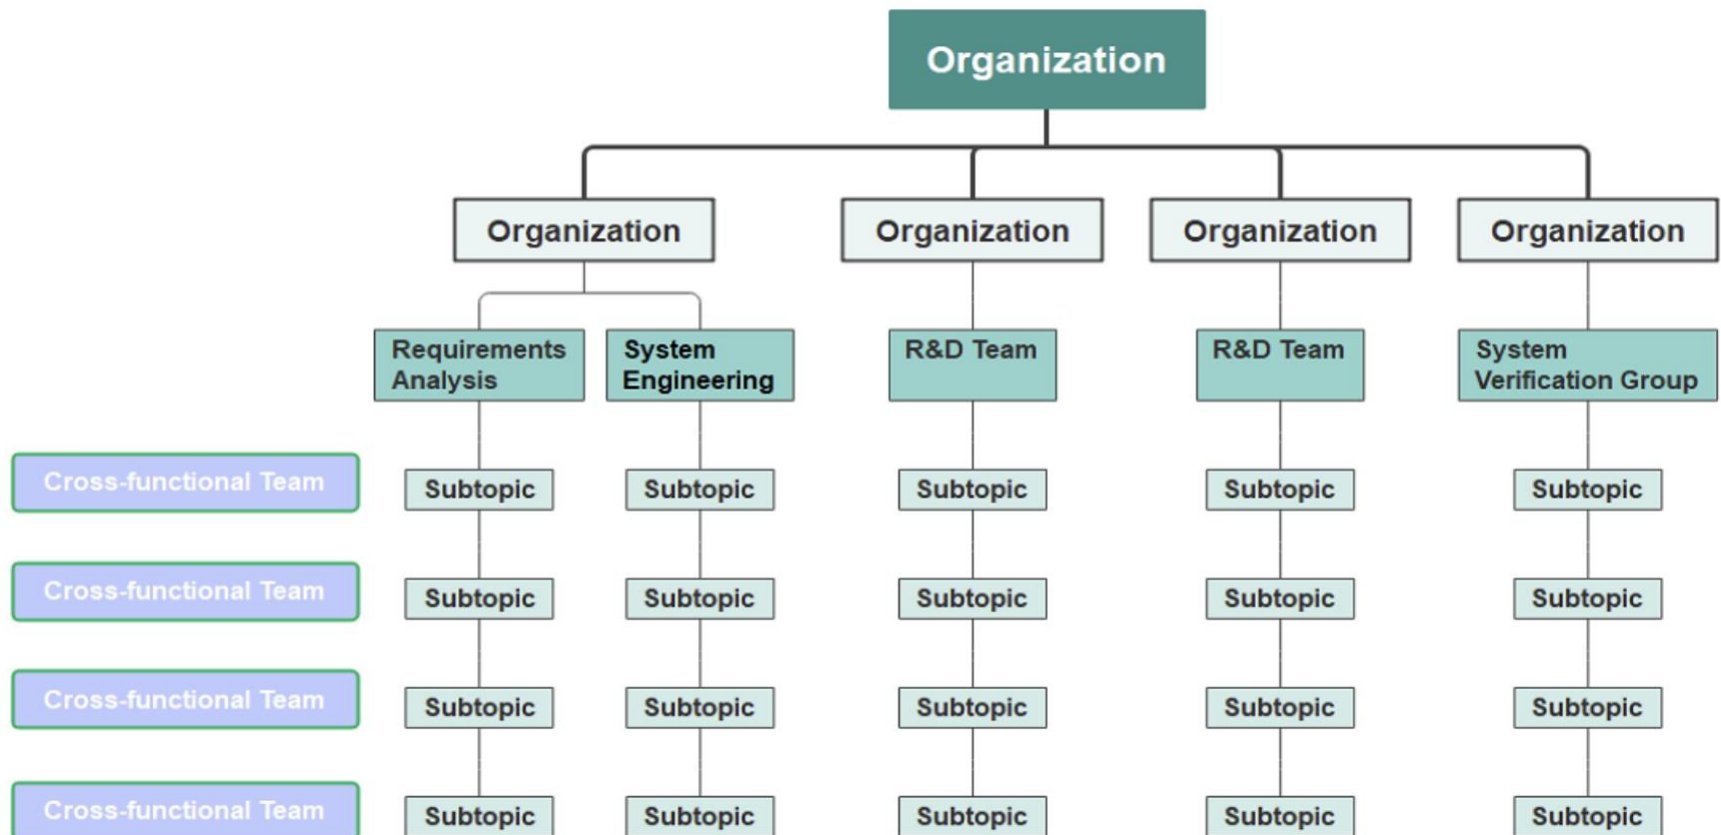 Organization
Organization
Organization
Organization
Organization
Requirements
Analysis
System
Engineering
R&D Team
R&D Team
System
Verification Group
Cross-functional Team
Subtopic
Subtopic
Subtopic
Subtopic
Subtopic
Cross-functional Team
Subtopic
Subtopic
Subtopic
Subtopic
Subtopic
Cross-functional Team
Subtopic
Subtopic
Subtopic
Subtopic
Subtopic
Cross-functional Team
Subtopic
Subtopic
Subtopic
Subtopic
Subtopic